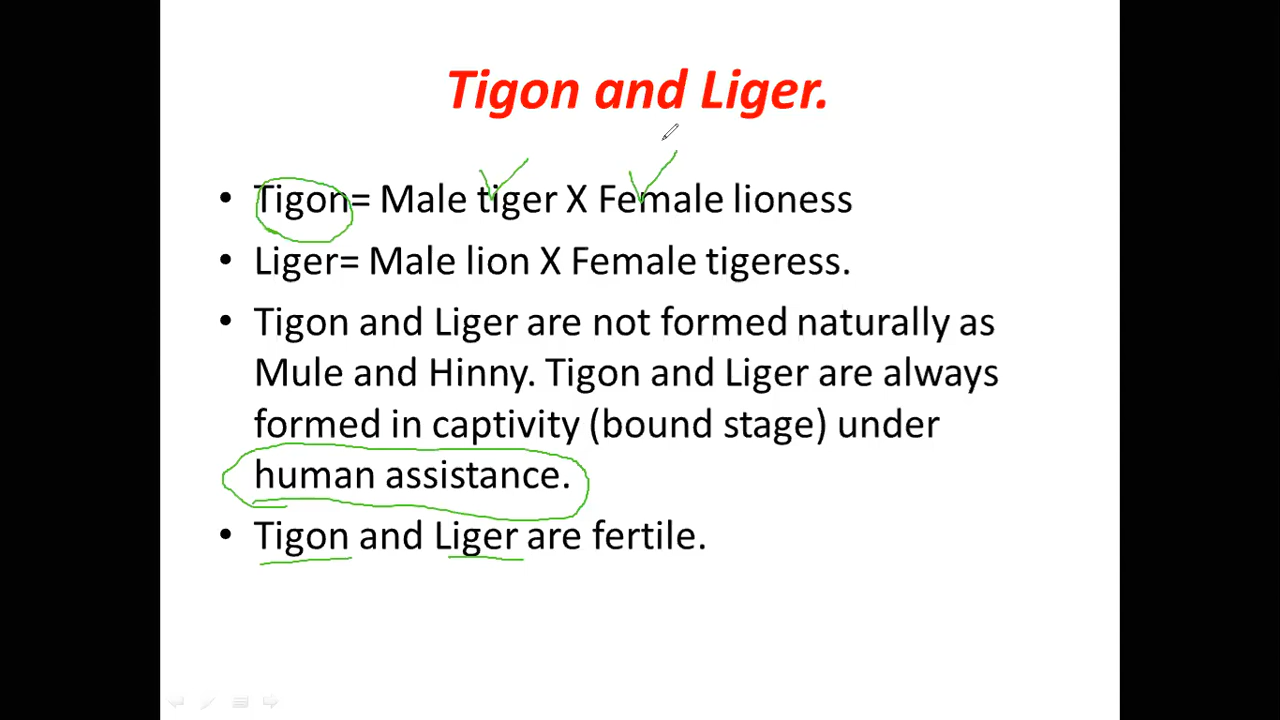 Tigon and Liger.
• Tigon= Male tiger X Female lioness
• Liger= Male lion X Female tigeress.
• Tigon and Liger are not formed naturally as
Mule and Hinny. Tigon and Liger are always
formed in captivity (bound stage) under
human assistance.
• Tigon and Liger are fertile.